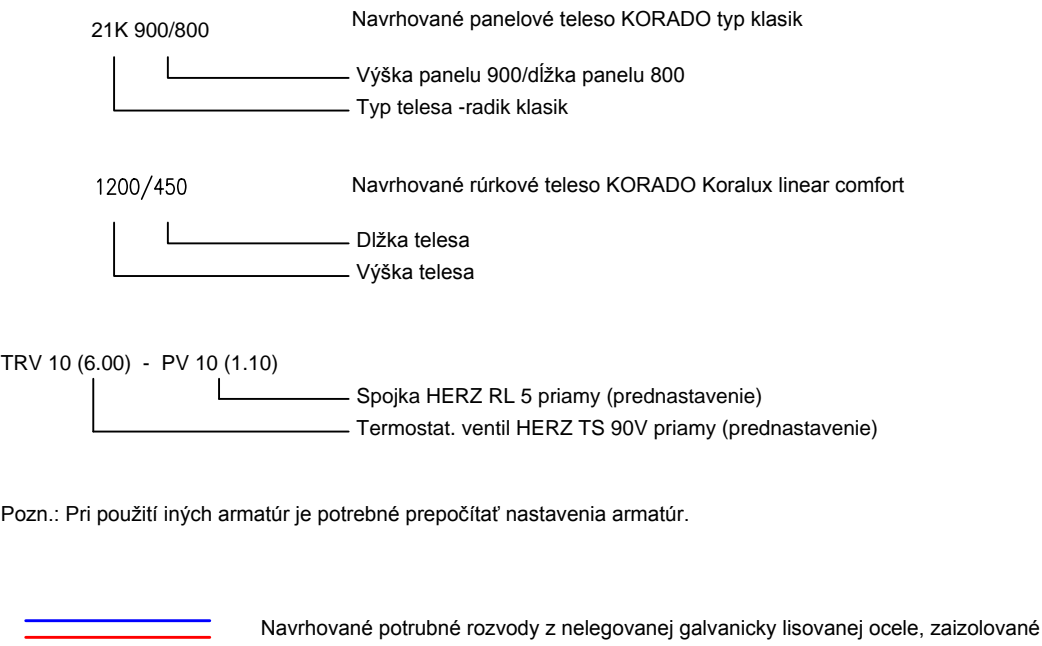 21K 900/800
Navrhované panelové teleso KORADO typ klasik
Výška panelu 900/dĺžka panelu 800
Typ telesa -radik klasik
1200/450
Navrhované rúrkové teleso KORADO Koralux linear comfort
Dlžka telesa
Výška telesa
TRV 10 (6.00) - PV 10 (1.10)
Spojka HERZ RL 5 priamy (prednastavenie)
Termostat. ventil HERZ TS 90V priamy (prednastavenie)
Pozn.: Pri použití iných armatúr je potrebné prepočítať nastavenia armatúr.
Navrhované potrubné rozvody z nelegovanej galvanicky lisovanej ocele, zaizolované